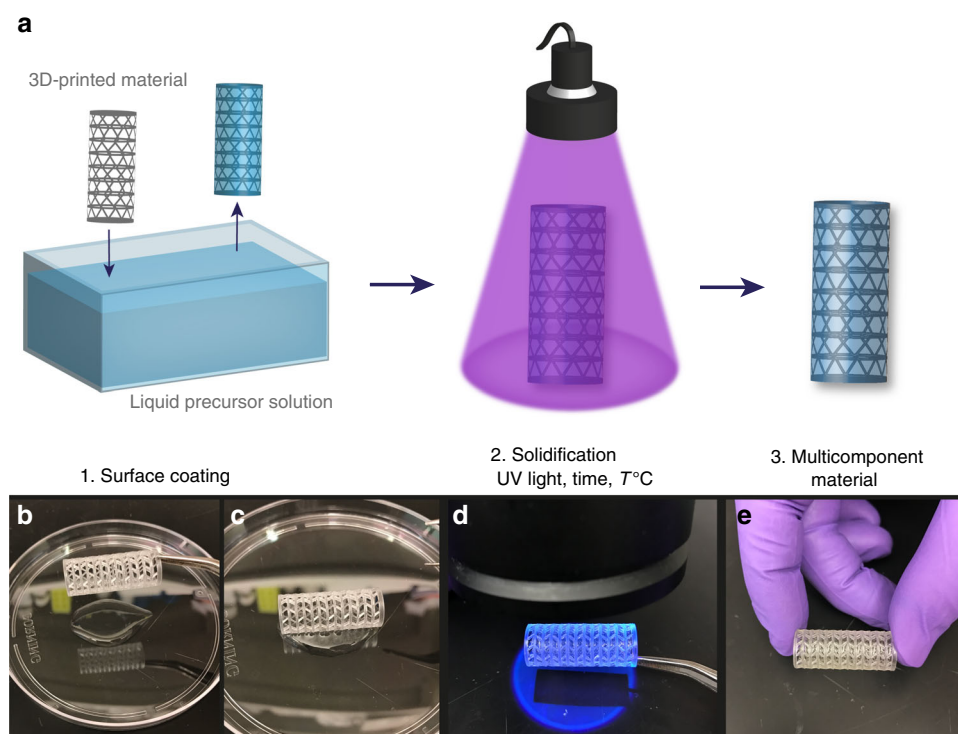 a
3D-printed material
Liquid precursor solution
1. Surface coating
2. Solidification
UV light, time, T°C
3. Multicomponent
material
b
c
d
e